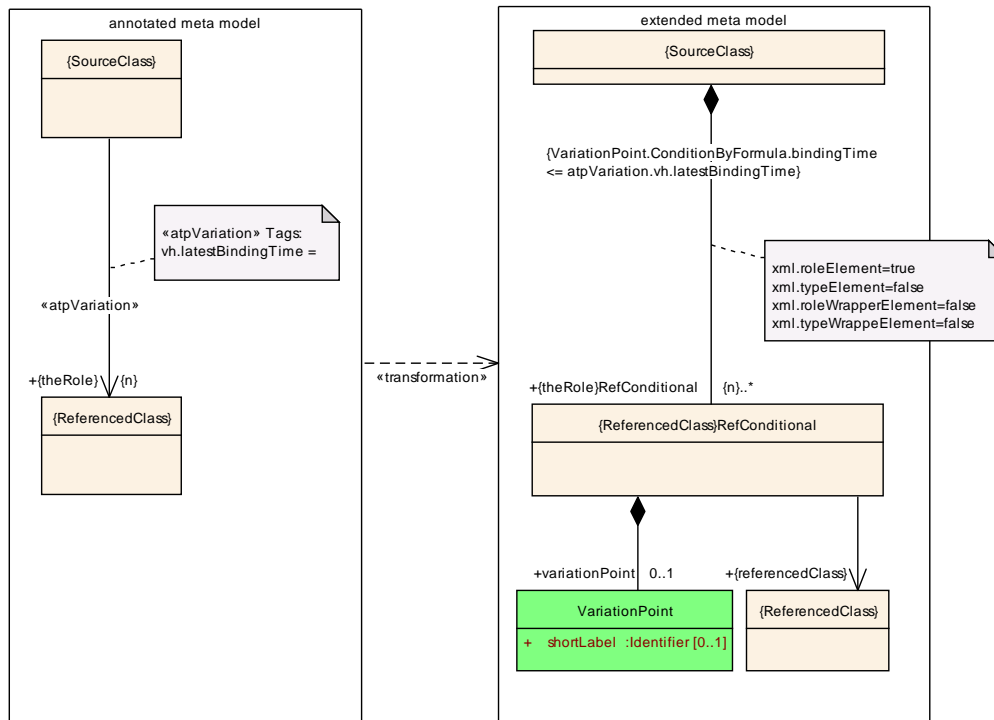 annotated meta model
{SourceClass}
«atpVariation» Tags:
vh.latestBindingTime =
«atpVariation»
+{theRole} {n}
{ReferencedClass}
«transformation»
extended meta model
{SourceClass}
{VariationPoint.ConditionByFormula.bindingTime
<= atpVariation.vh.latestBindingTime}
xml.roleElement=true
xml.typeElement=false
xml.roleWrapperElement=false
xml.typeWrappeElement=false
+{theRole}RefConditional {n}..*
{ReferencedClass}RefConditional
+variationPoint 0..1
+{referencedClass}
VariationPoint
+ shortLabel :Identifier [0..1]
{ReferencedClass}